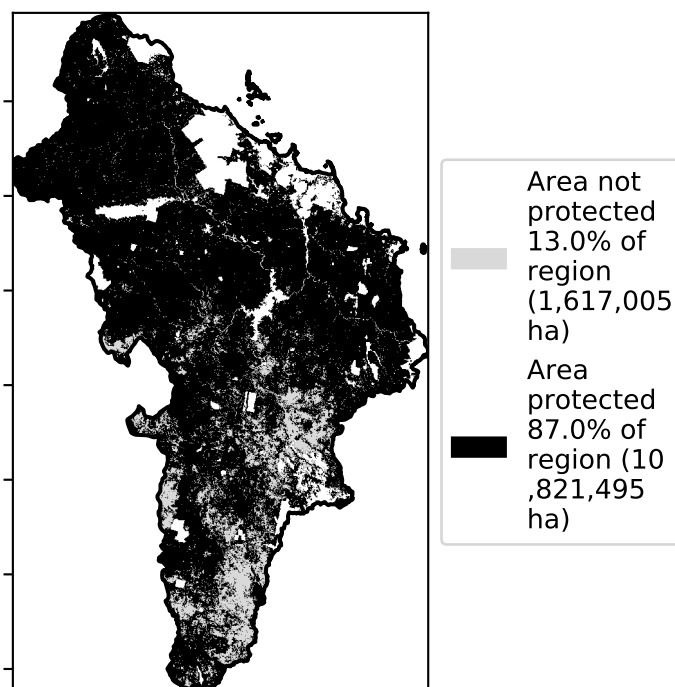 Area not
protected
13.0% of
region
(1,617,005
ha)
Area
protected
87.0% of
region (10
,821,495
ha)